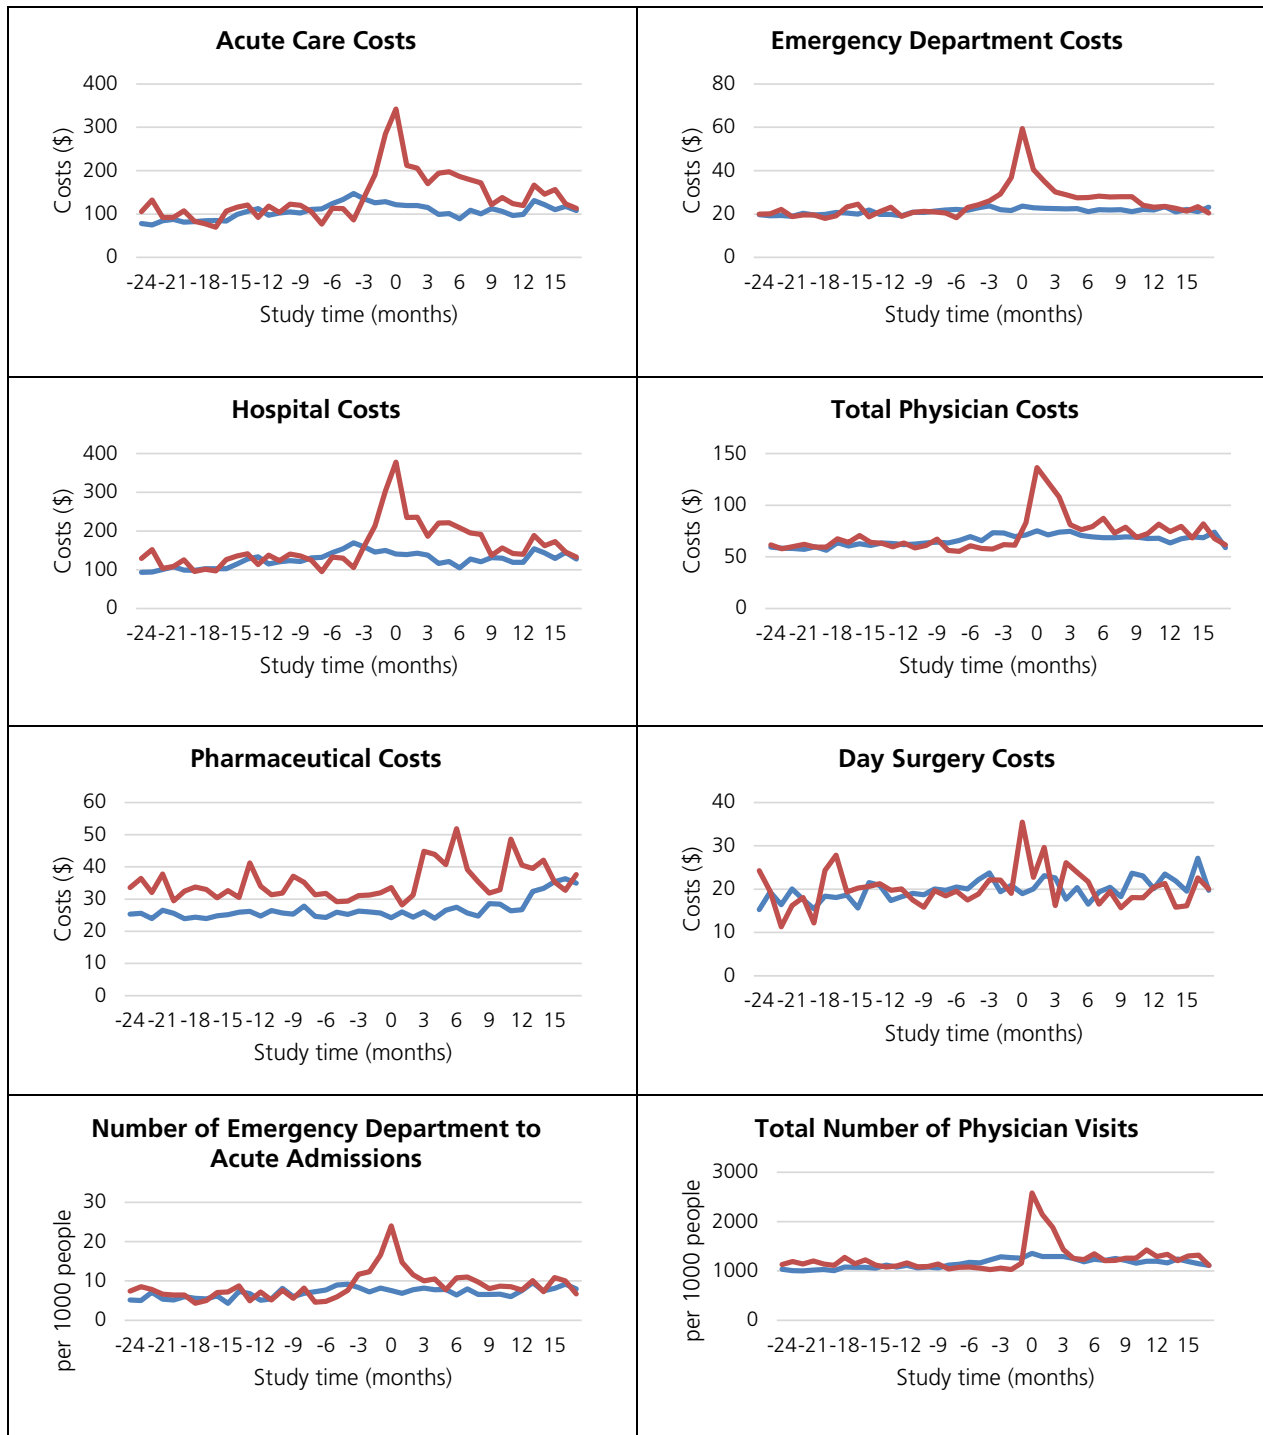 Acute Care Costs
Costs ($)
400
300
200
100
0
-24 -21 -18 -15 -12 -9 -6 -3 0 3 6 9 12 15
Study time (months)
Emergency Department Costs
Costs ($)
80
60
40
20
0
-24 -21 -18 -15 -12 -9 -6 -3 0 3 6 9 12 15
Study time (months)
Hospital Costs
Costs ($)
400
300
200
100
0
-24 -21 -18 -15 -12 -9 -6 -3 0 3 6 9 12 15
Study time (months)
Total Physician Costs
Costs ($)
150
100
50
0
-24 -21 -18 -15 -12 -9 -6 -3 0 3 6 9 12 15
Study time (months)
Pharmaceutical Costs
Costs ($)
60
50
40
30
20
10
0
-24 -21 -18 -15 -12 -9 -6 -3 0 3 6 9 12 15
Study time (months)
Day Surgery Costs
Costs ($)
40
30
20
10
0
-24 -21 -18 -15 -12 -9 -6 -3 0 3 6 9 12 15
Study time (months)
Number of Emergency Department to
Acute Admissions
per 1000 people
30
20
10
0
-24 -21 -18 -15 -12 -9 -6 -3 0 3 6 9 12 15
Study time (months)
Total Number of Physician Visits
per 1000 people
3000
2000
1000
0
-24 -21 -18 -15 -12 -9 -6 -3 0 3 6 9 12 15
Study time (months)